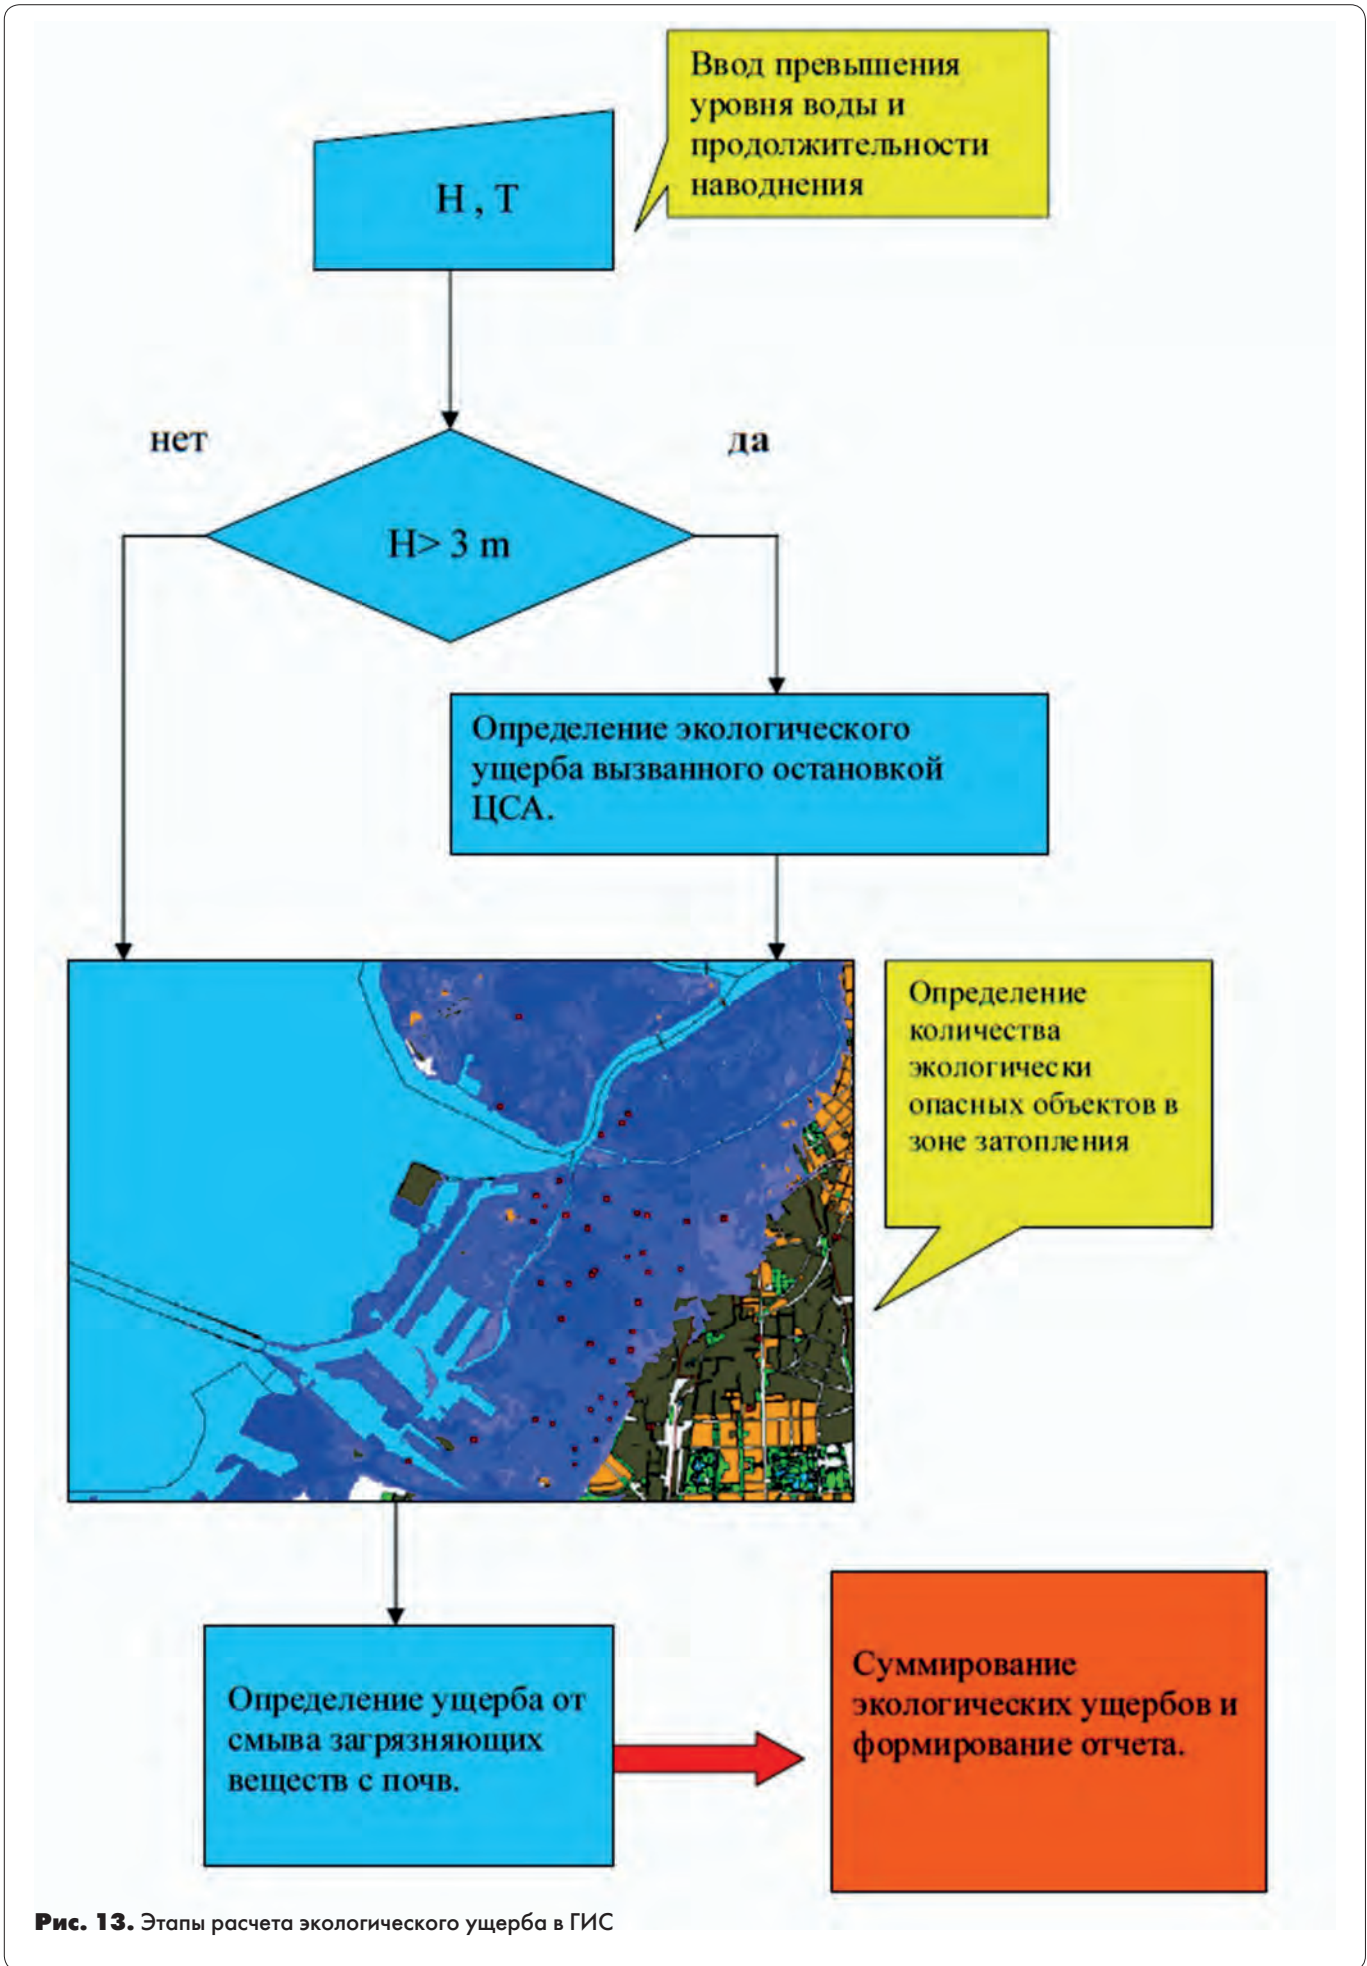 Ввод превышения
уровня воды и
продолжительности
наводнения
Н , Т
нет
да
Н> 3 m
Определение экологического
ущерба вызванного остановкой
ЦСА.
Определение
количества
экологически
опасных объектов в
зоне затопления
Определение ущерба от
смыва загрязняющих
веществ с почв.
Суммирование
экологических ущербов и
формирование отчета.
Рис. 13. Этапы расчета экологического ущерба в ГИС